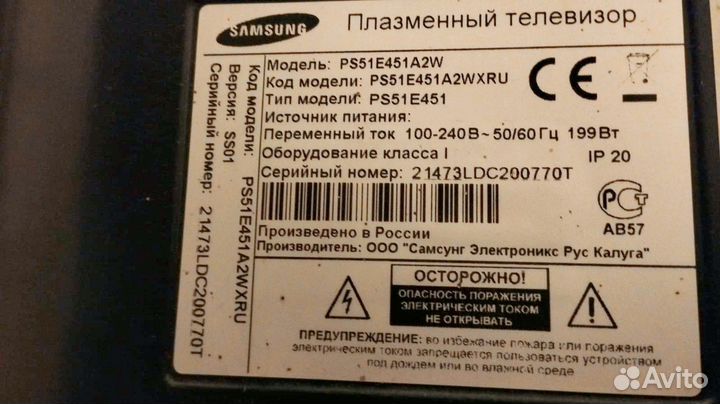 SAMSUNG
Плазменный телевизор
Модель: PS51E451A2W
Код модели: PS51E451A2WXRU
Тип модели: PS51E451
Источник питания:
Переменный ток 100-240В~50/60Гц 199Вт
Оборудование класса I IP 20
Серийный номер: 21473LDC200770T
CE
РСТ
АВ57
Произведено в России
Производитель: ООО "Самсунг Электроникс Рус Калуга"
ОСТОРОЖНО!
ОПАСНОСТЬ ПОРАЖЕНИЯ
ЭЛЕКТРИЧЕСКИМ ТОКОМ
НЕ ОТКРЫВАТЬ
ПРЕДУПРЕЖДЕНИЕ: во избежание пожара или поражения
электрическим током запрещается пользоваться устройством
под дождем или во влажной среде
Код модели: PS51E451A2WXRU
Версия: SS01
Серийный номер: 21473LDC200770T
Avito